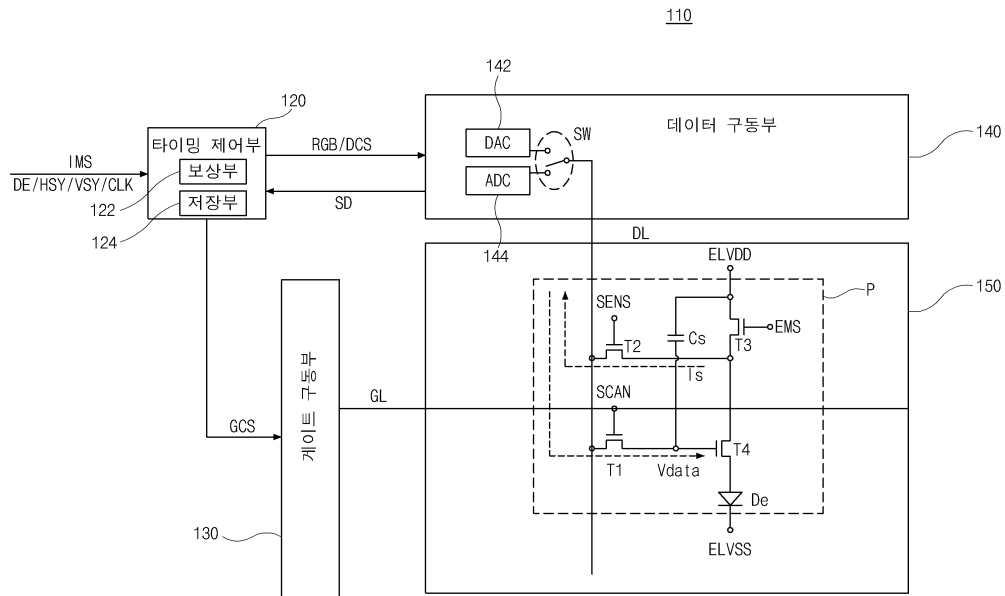 110
142
120
SW
데이터 구동부
140
DAC
타이밍 제어부
IMS
RGB/DCS
보상부
ADC
DE/HSY/VSY/CLK
122
저장부
SD
124
144
DL
ELVDD
P
150
SENS
EMS
T2
Cs
T3
Is
게이트 구동부
SCAN
GL
GCS
T4
T1
Vdata
De
130
ELVSS